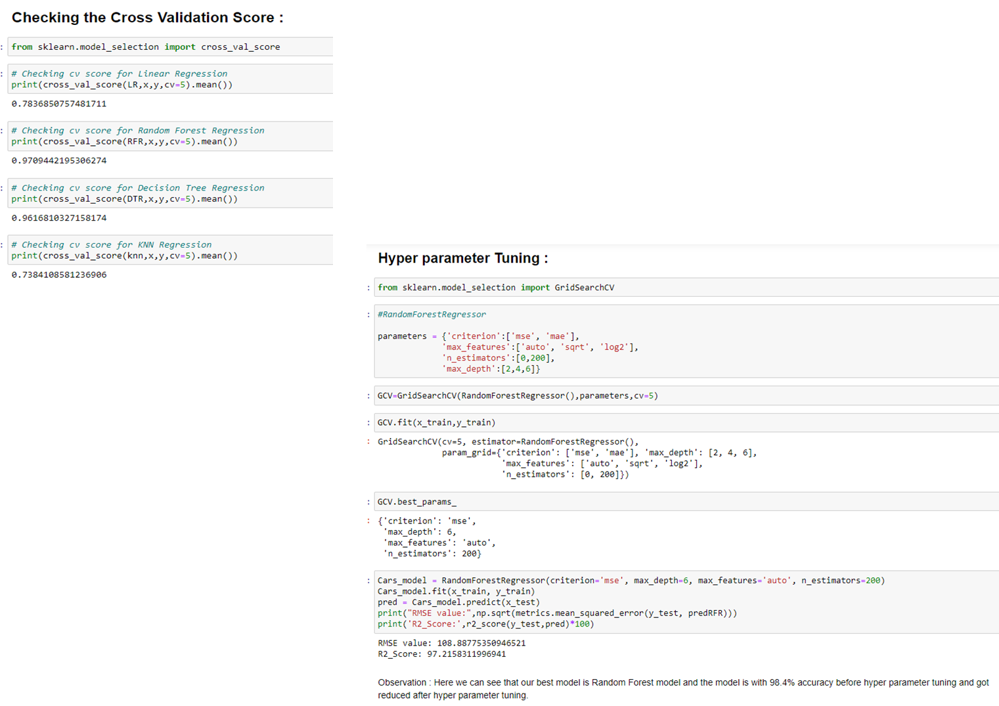 Checking the Cross Validation Score :
: from sklearn.model_selection import cross_val_score
: # Checking cv score for Linear Regression
print(cross_val_score(LR,x,y,cv=5).mean())
0.7836850757481711
: # Checking cv score for Random Forest Regression
print(cross_val_score(RFR,x,y,cv=5).mean())
0.9709442195306274
: # Checking cv score for Decision Tree Regression
print(cross_val_score(DTR,x,y,cv=5).mean())
0.9616810327158174
: # Checking cv score for KNN Regression
print(cross_val_score(knn,x,y,cv=5).mean())
0.7384108581236906
Hyper parameter Tuning :
: from sklearn.model_selection import GridSearchCV
: #RandomForestRegressor
parameters = {'criterion':['mse', 'mae'],
'max_features':['auto', 'sqrt', 'log2'],
'n_estimators':[0,200],
'max_depth':[2,4,6]}
: GCV=GridSearchCV(RandomForestRegressor(),parameters,cv=5)
: GCV.fit(x_train,y_train)
: GridSearchCV(cv=5, estimator=RandomForestRegressor(),
param_grid={'criterion': ['mse', 'mae'], 'max_depth': [2, 4, 6],
'max_features': ['auto', 'sqrt', 'log2'],
'n_estimators': [0, 200]})
: GCV.best_params_
: {'criterion': 'mse',
'max_depth': 6,
'max_features': 'auto',
'n_estimators': 200}
: Cars_model = RandomForestRegressor(criterion='mse', max_depth=6, max_features='auto', n_estimators=200)
Cars_model.fit(x_train, y_train)
pred = Cars_model.predict(x_test)
print("RMSE value:",np.sqrt(metrics.mean_squared_error(y_test, predRFR)))
print('R2_Score:',r2_score(y_test,pred)*100)
RMSE value: 108.88775350946521
R2_Score: 97.2158311996941
Observation : Here we can see that our best model is Random Forest model and the model is with 98.4% accuracy before hyper parameter tuning and got
reduced after hyper parameter tuning.